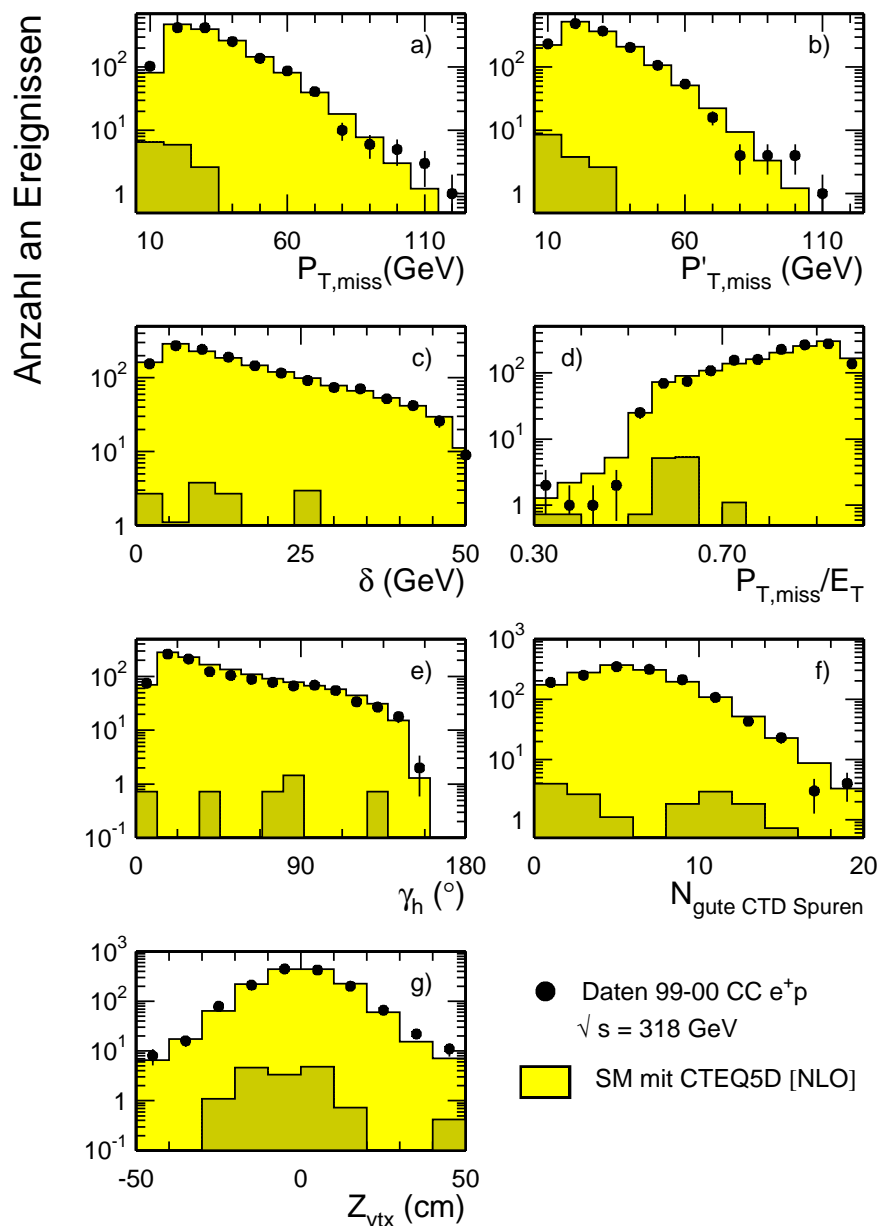 Anzahl an Ereignissen
a)
10²
10
1
10 60 110
P_T,miss (GeV)
b)
10²
10
1
10 60 110
P'_T,miss (GeV)
c)
10²
10
1
0 25 50
δ (GeV)
d)
10²
10
1
0.30 0.70
P_T,miss/E_T
e)
10²
10
1
10⁻¹
0 90 180
γ_h (°)
f)
10³
10²
10
1
0 10 20
N_gute CTD Spuren
g)
10³
10²
10
1
10⁻¹
-50 0 50
Z_vtx (cm)
Daten 99-00 CC e⁺p
√ s = 318 GeV
SM mit CTEQ5D [NLO]